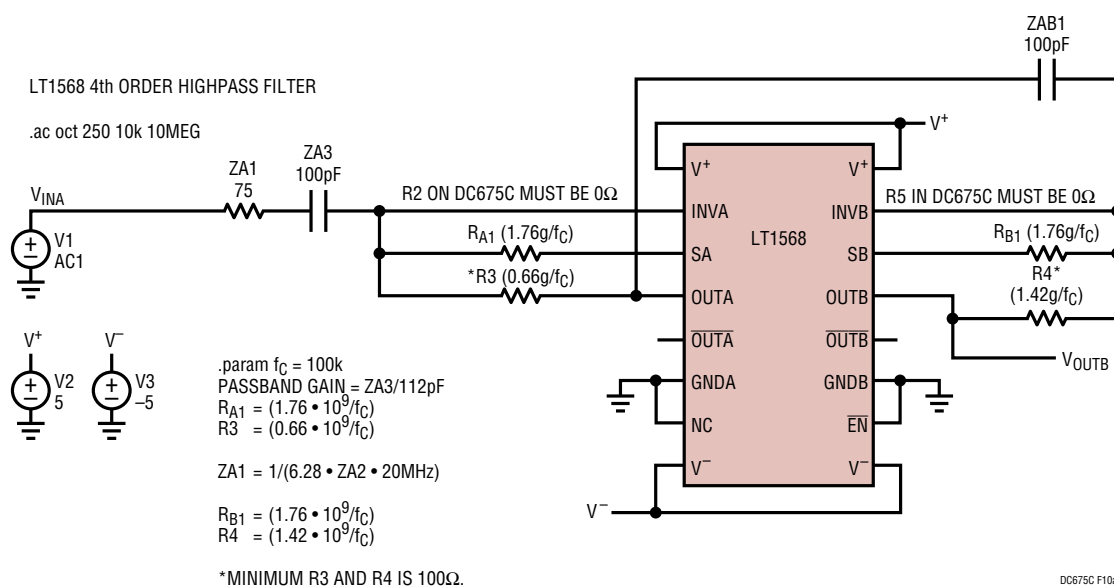 LT1568 4th ORDER HIGHPASS FILTER
.ac oct 250 10k 10MEG
ZAB1
100pF
V+
ZA1
75
ZA3
100pF
VINA
V1
AC1
R2 ON DC675C MUST BE 0Ω
RA1 (1.76g/fC)
*R3 (0.66g/fC)
V+
INVA
SA
OUTA
OUTA
GNDA
NC
V−
LT1568
V+
INVB
SB
OUTB
OUTB
GNDB
EN
V−
R5 IN DC675C MUST BE 0Ω
RB1 (1.76g/fC)
R4*
(1.42g/fC)
VOUTB
V+
V2
5
V−
V3
–5
V−
.param fC = 100k
PASSBAND GAIN = ZA3/112pF
RA1 = (1.76 • 10^9/fC)
R3 = (0.66 • 10^9/fC)
ZA1 = 1/(6.28 • ZA2 • 20MHz)
RB1 = (1.76 • 10^9/fC)
R4 = (1.42 • 10^9/fC)
*MINIMUM R3 AND R4 IS 100Ω.